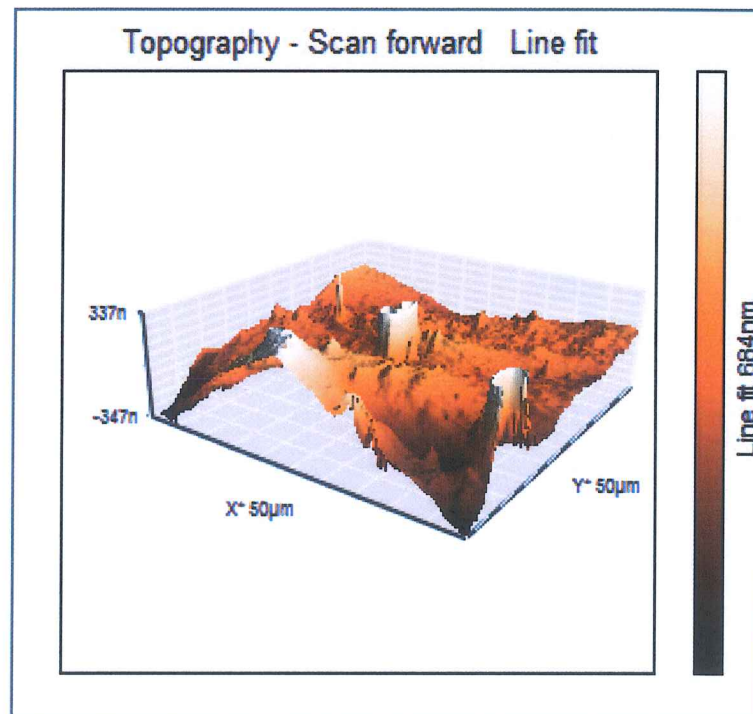 Topography - Scan forward Line fit
337n
-347n
X* 50µm
Y* 50µm
Line fit 684nm